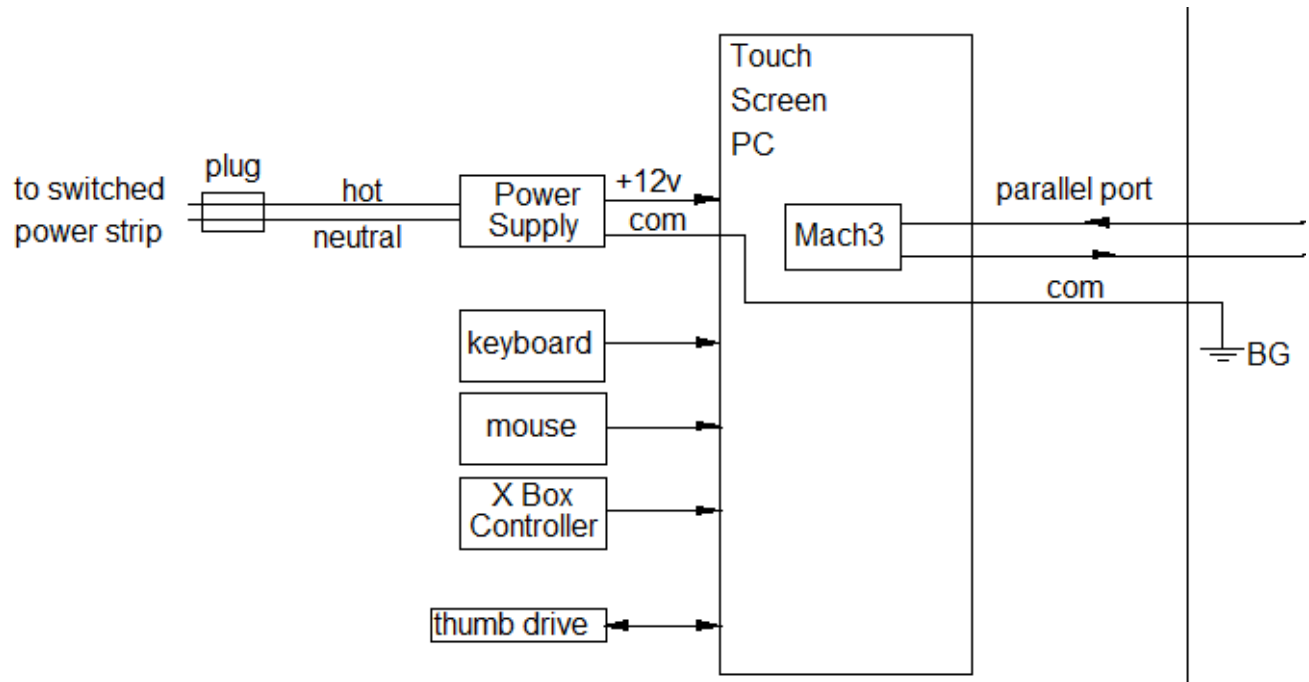 Touch
Screen
PC
plug
to switched
power strip
hot
neutral
Power
Supply
+12v
com
Mach3
parallel port
com
BG
keyboard
mouse
X Box
Controller
thumb drive